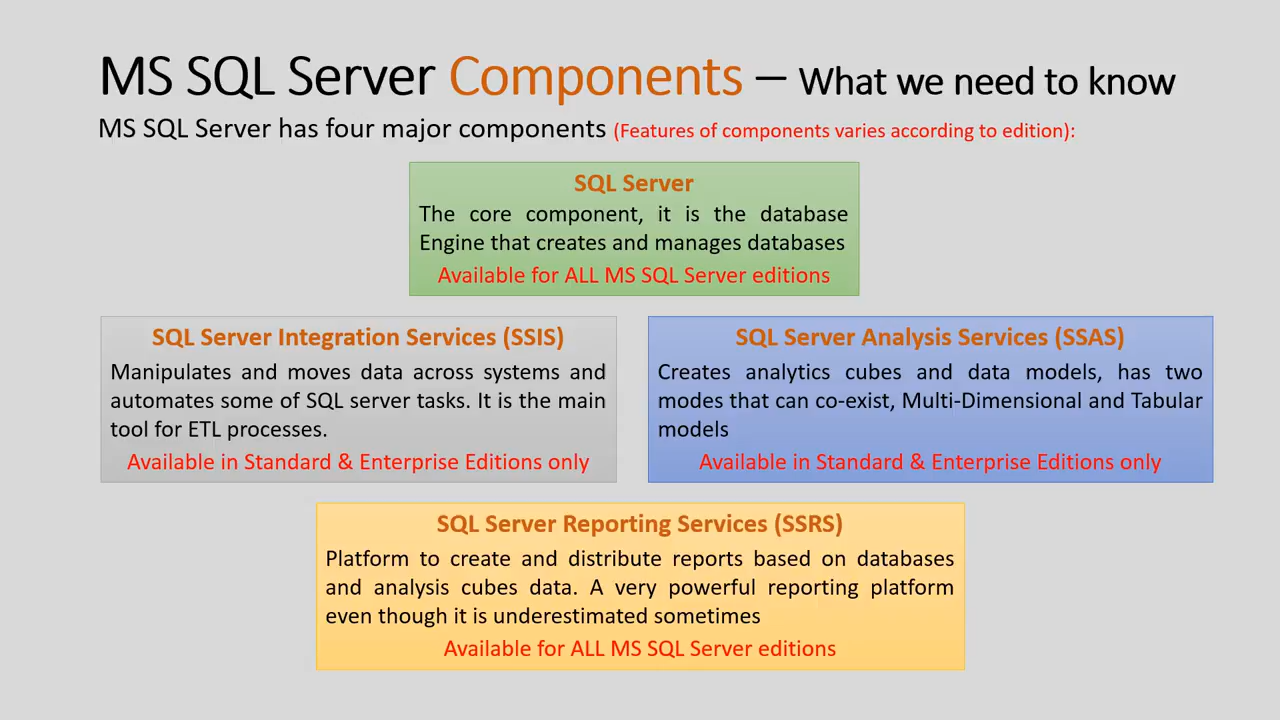 MS SQL Server Components – What we need to know
MS SQL Server has four major components (Features of components varies according to edition):
SQL Server
The core component, it is the database
Engine that creates and manages databases
Available for ALL MS SQL Server editions
SQL Server Integration Services (SSIS)
Manipulates and moves data across systems and
automates some of SQL server tasks. It is the main
tool for ETL processes.
Available in Standard & Enterprise Editions only
SQL Server Analysis Services (SSAS)
Creates analytics cubes and data models, has two
modes that can co-exist, Multi-Dimensional and Tabular
models
Available in Standard & Enterprise Editions only
SQL Server Reporting Services (SSRS)
Platform to create and distribute reports based on databases
and analysis cubes data. A very powerful reporting platform
even though it is underestimated sometimes
Available for ALL MS SQL Server editions